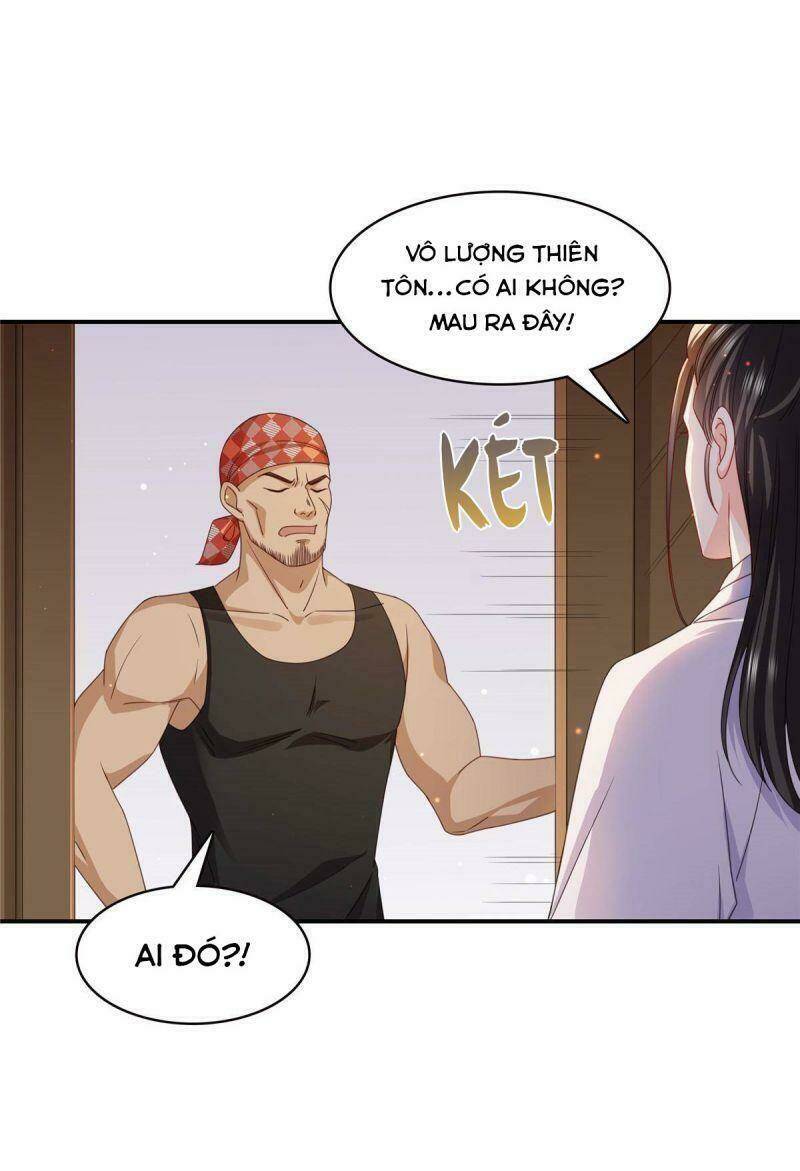 VÔ LƯỢNG THIÊN
TÔN...CÓ AI KHÔNG?
MAU RA ĐÂY!
KÉT
AI ĐÓ?!